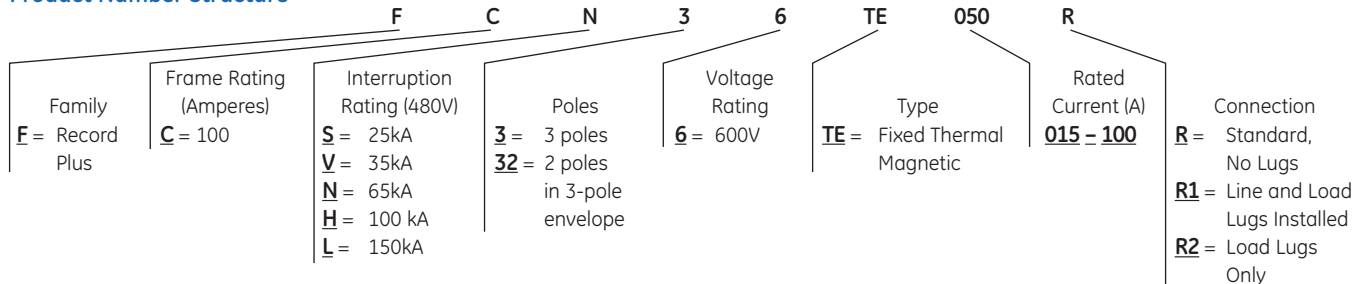 Product Number Structure
F C N 3 6 TE 050 R
Family
F = Record
Plus
Frame Rating
(Amperes)
C = 100
Interruption
Rating (480V)
S = 25kA
V = 35kA
N = 65kA
H = 100 kA
L = 150kA
Poles
3 = 3 poles
32 = 2 poles
in 3-pole
envelope
Voltage
Rating
6 = 600V
Type
TE = Fixed Thermal
Magnetic
Rated
Current (A)
015 – 100
Connection
R = Standard,
No Lugs
R1 = Line and Load
Lugs Installed
R2 = Load Lugs
Only